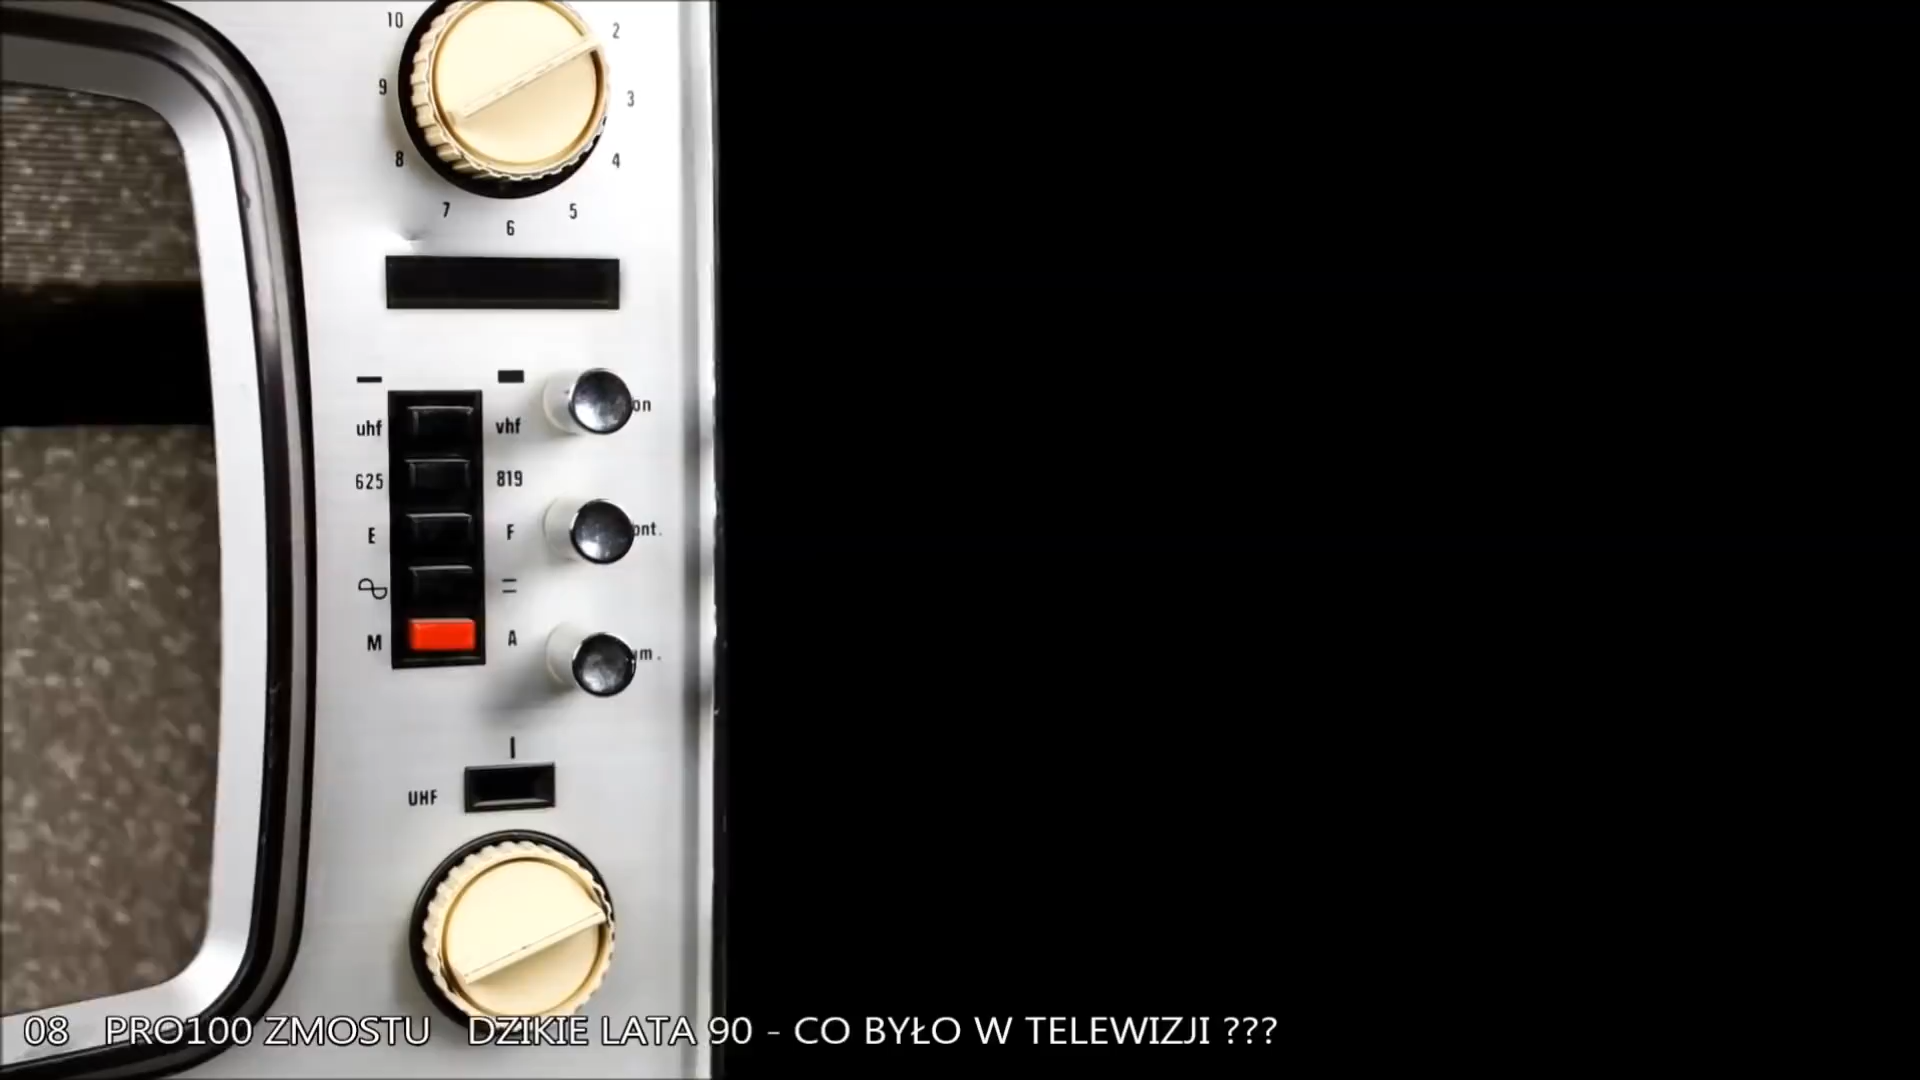 10
2
9
3
8
4
7
5
6
uhf
vhf
on
625
819
E
F
ont.
M
A
m.
UHF
08 PRO100 ZMOSTU DZIKIE LATA 90 - CO BYŁO W TELEWIZJI ???